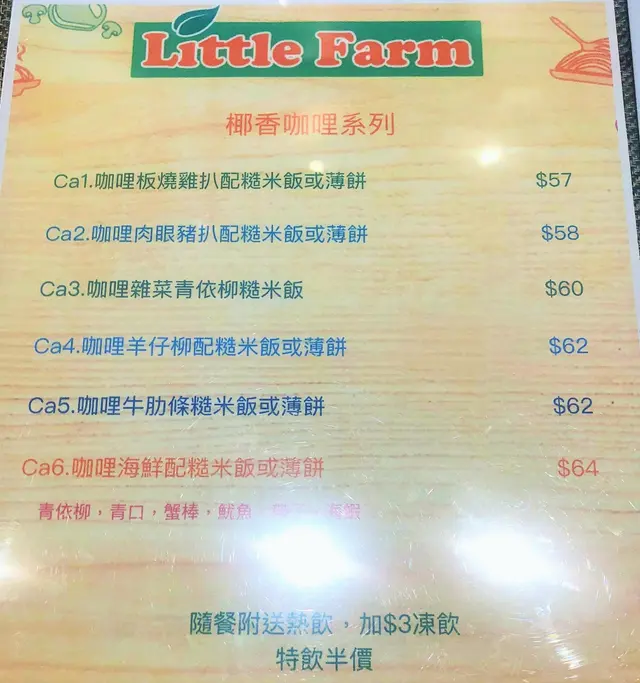 Little Farm
椰香咖哩系列
Ca1.咖哩板燒雞扒配糙米飯或薄餅 $57
Ca2.咖哩肉眼豬扒配糙米飯或薄餅 $58
Ca3.咖哩雜菜青依柳糙米飯 $60
Ca4.咖哩羊仔柳配糙米飯或薄餅 $62
Ca5.咖哩牛肋條糙米飯或薄餅 $62
Ca6.咖哩海鮮配糙米飯或薄餅 $64
青依柳，青口，蟹棒，魷魚
隨餐附送熱飲，加$3凍飲
特飲半價